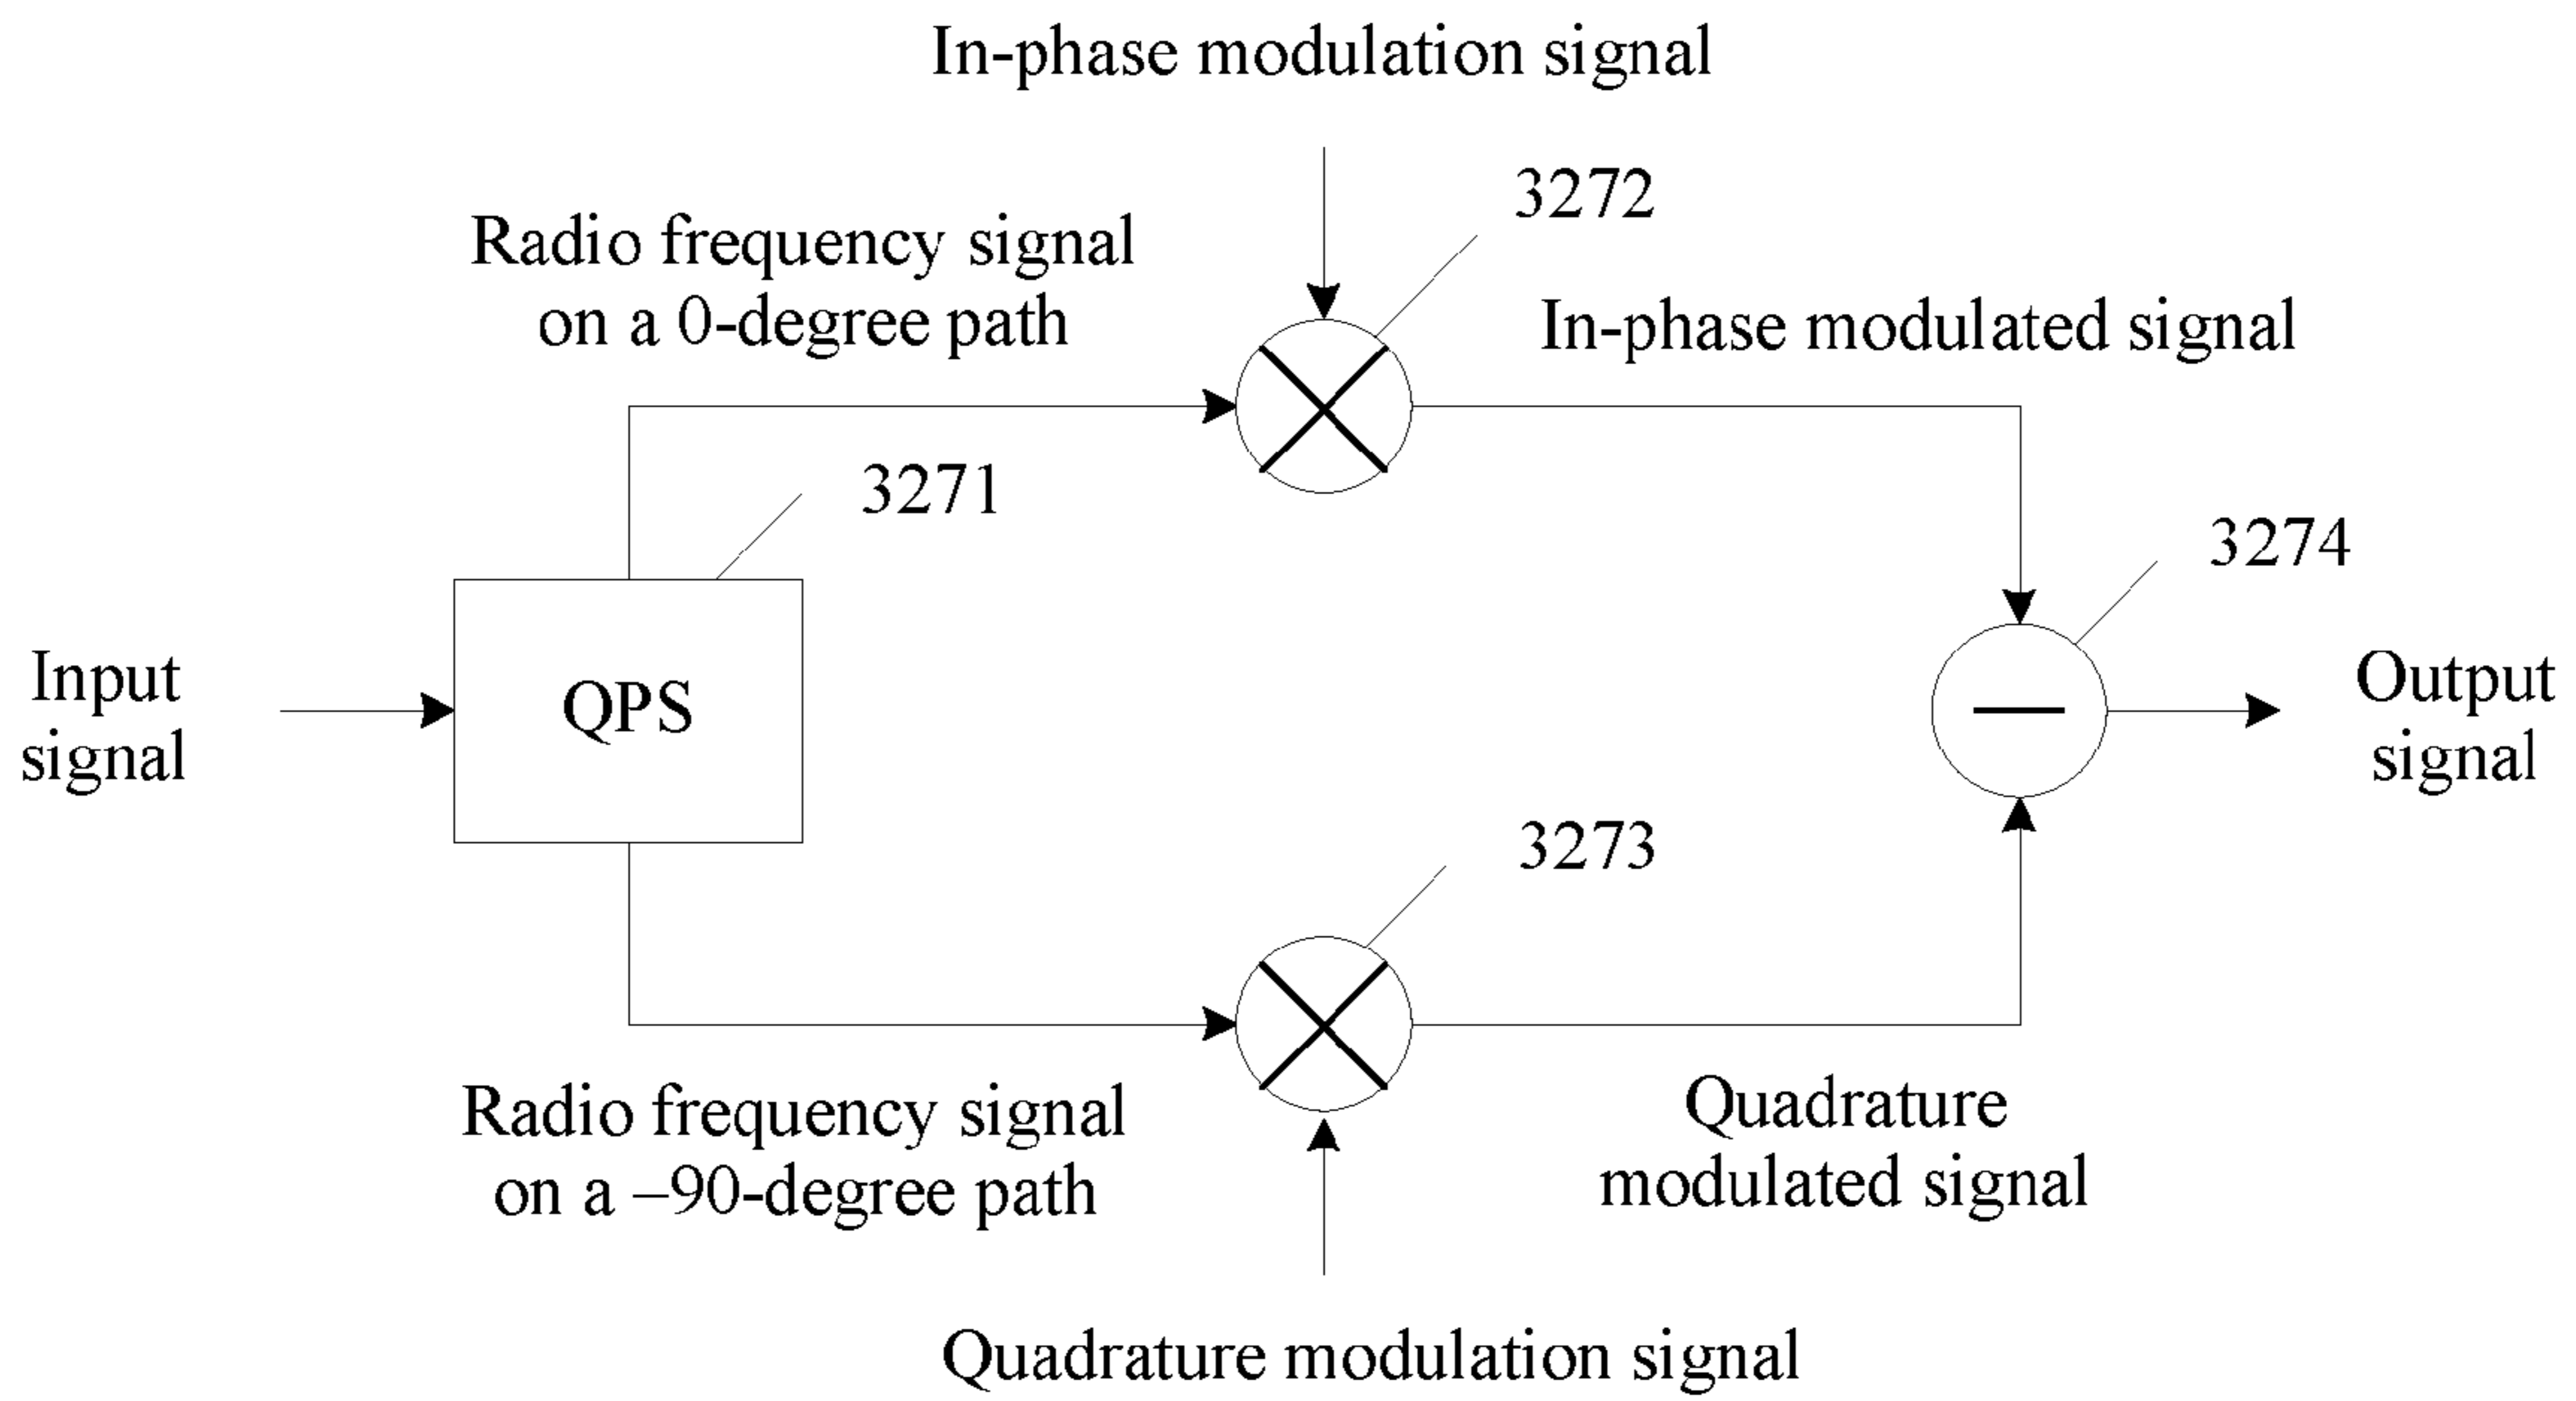 In-phase modulation signal
3272
Radio frequency signal
on a 0-degree path
In-phase modulated signal
3271
3274
Input
signal
QPS
Output
signal
3273
Radio frequency signal
on a –90-degree path
Quadrature
modulated signal
Quadrature modulation signal